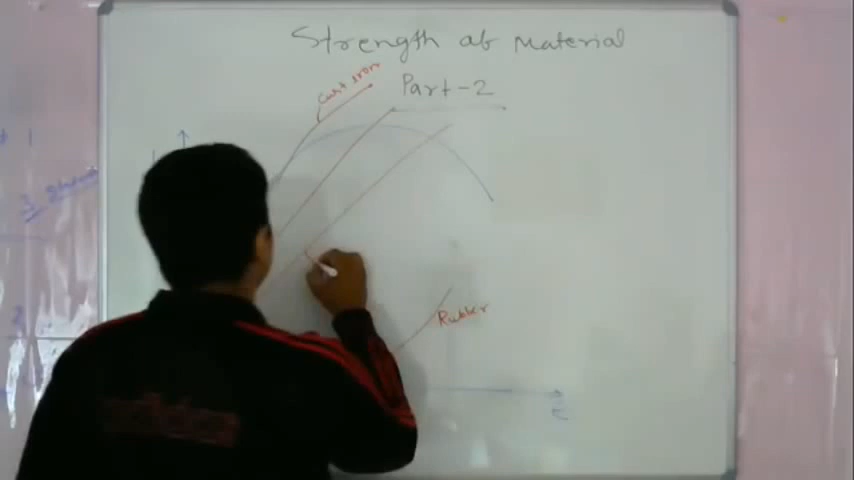 Strength of Material
Part-2
Cast Iron
Rubber
ε